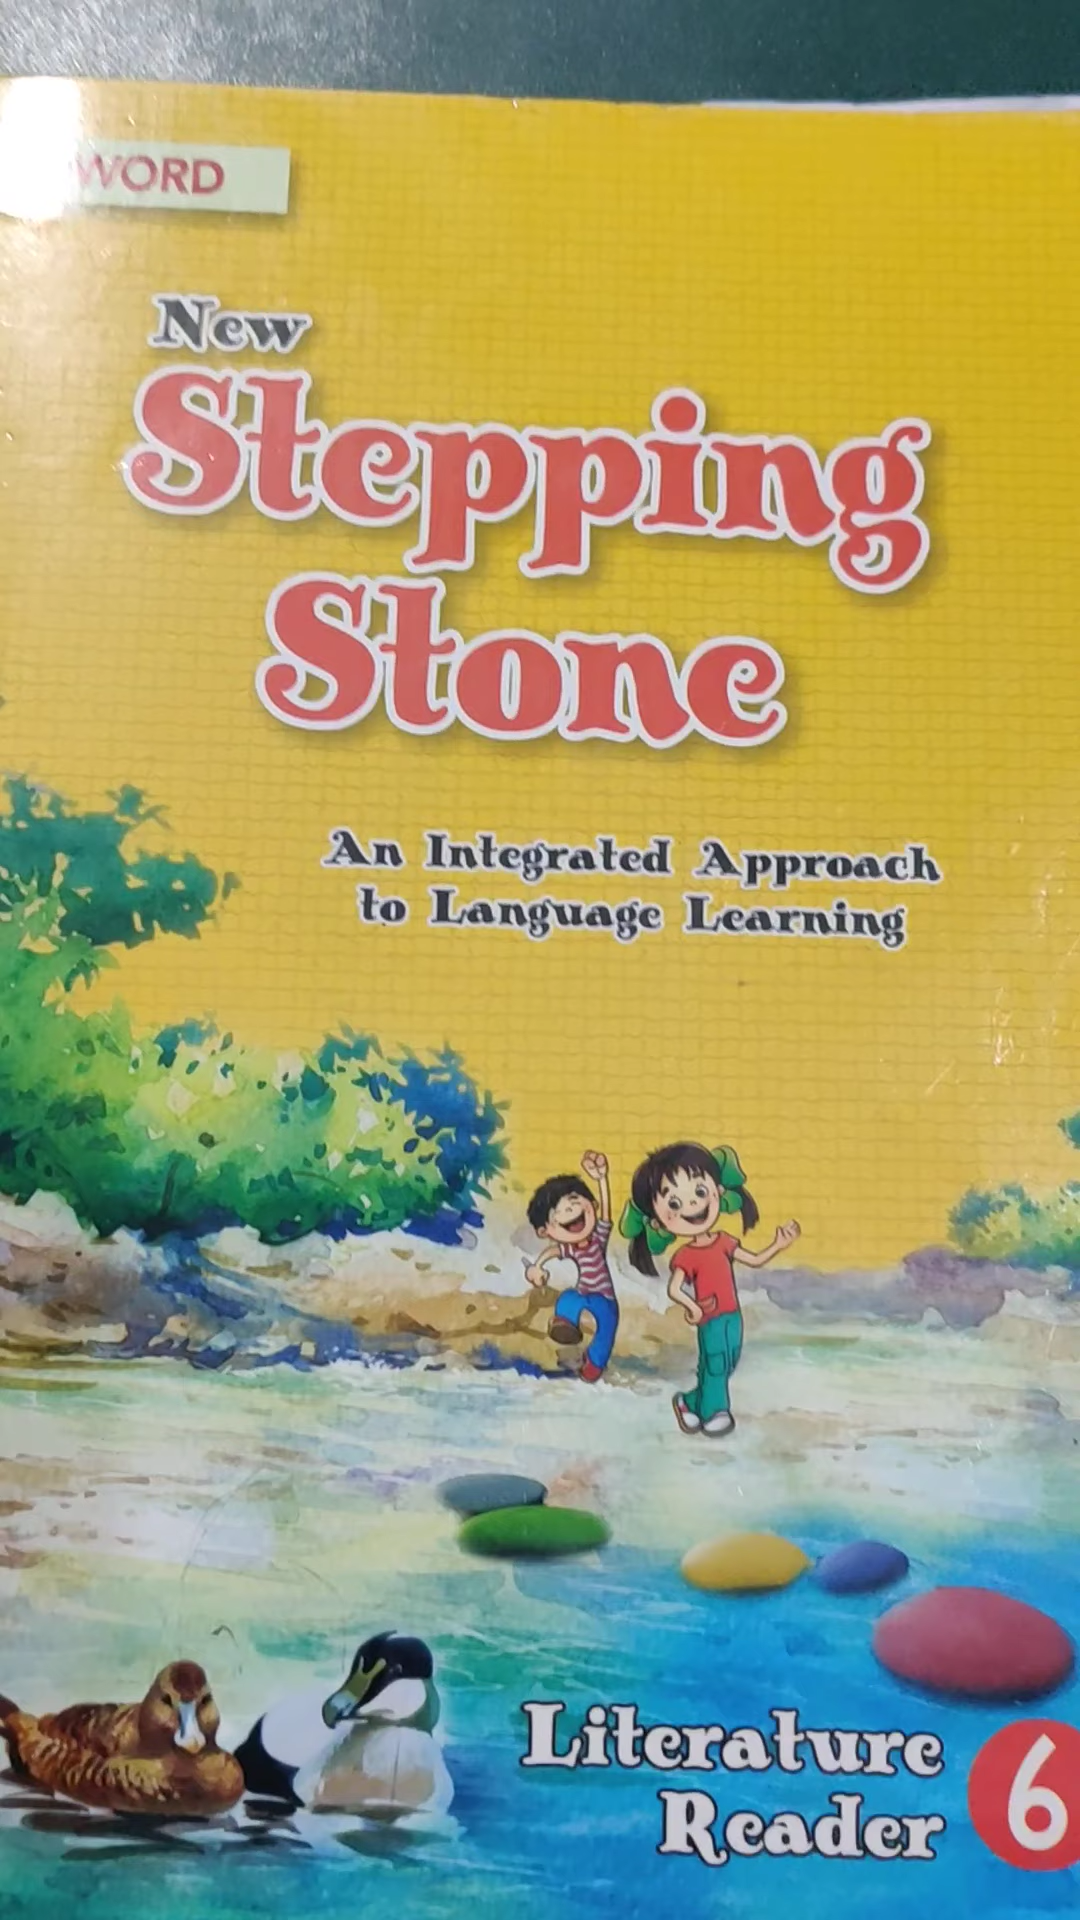 WORD
New
Stepping
Stone
An Integrated Approach
to Language Learning
Literature
Reader 6